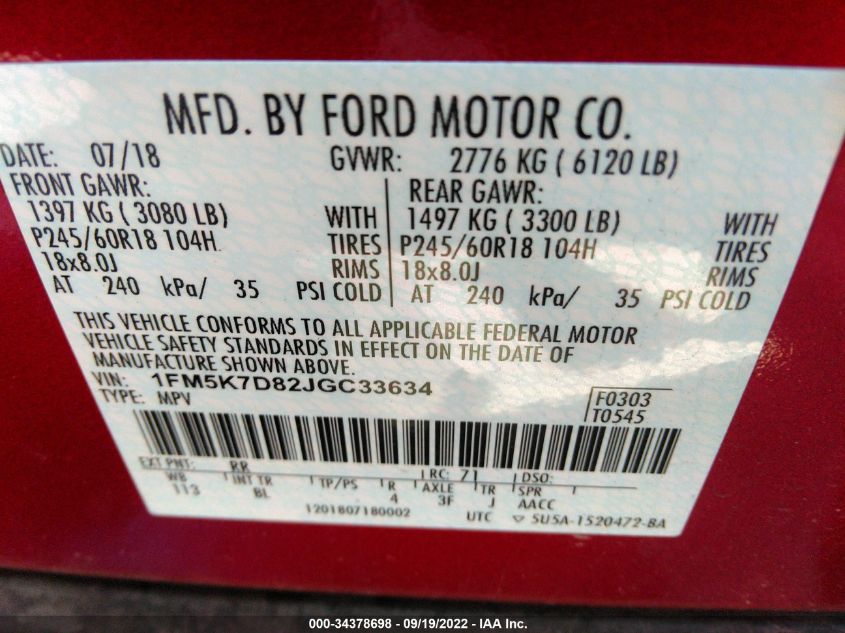 MFD. BY FORD MOTOR CO.
DATE: 07/18 GVWR: 2776 KG ( 6120 LB)
FRONT GAWR: REAR GAWR:
1397 KG ( 3080 LB) WITH 1497 KG ( 3300 LB) WITH
P245/60R18 104H TIRES P245/60R18 104H TIRES
18x8.0J RIMS 18x8.0J RIMS
AT 240 kPa/ 35 PSI COLD AT 240 kPa/ 35 PSI COLD
THIS VEHICLE CONFORMS TO ALL APPLICABLE FEDERAL MOTOR
VEHICLE SAFETY STANDARDS IN EFFECT ON THE DATE OF
MANUFACTURE SHOWN ABOVE.
VIN: 1FM5K7D82JGC33634 F0303
TYPE: MPV T0545
EXT PNT: RR RC: 71 DSO:
WB INT TR TP/PS R AXLE TR SPR
113 BL 4 3F J AACC
1201807180002 UTC ▽ 5U5A-1520472-BA
000-34378698 - 09/19/2022 - IAA Inc.